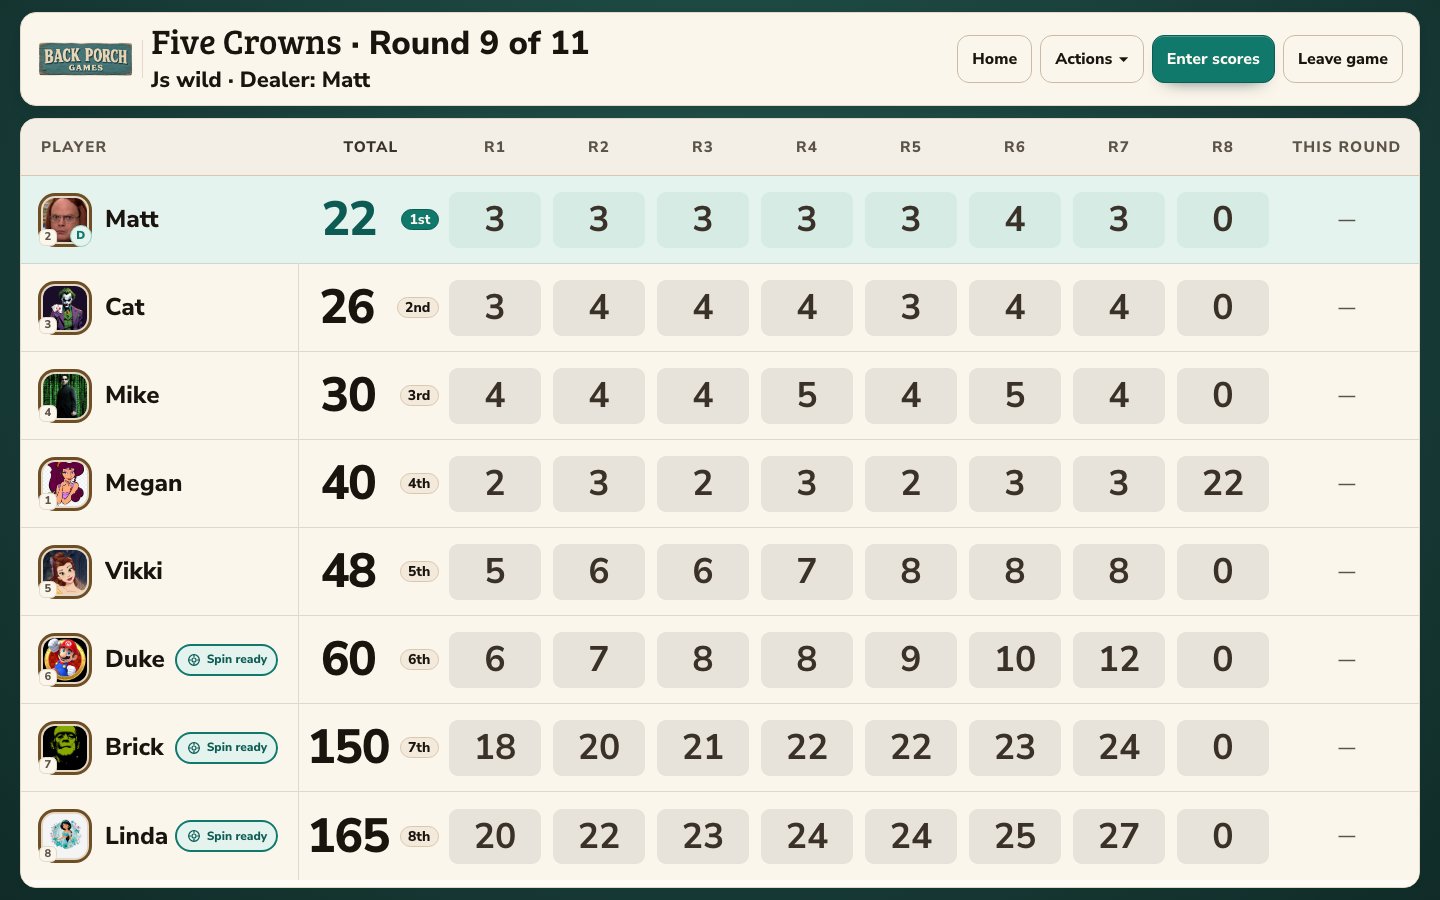 BACK PORCH
GAMES
Five Crowns · Round 9 of 11
Js wild · Dealer: Matt
Home
Actions
Enter scores
Leave game
PLAYER TOTAL R1 R2 R3 R4 R5 R6 R7 R8 THIS ROUND
2 D Matt 22 1st 3 3 3 3 3 4 3 0 —
3 Cat 26 2nd 3 4 4 4 3 4 4 0 —
4 Mike 30 3rd 4 4 4 5 4 5 4 0 —
1 Megan 40 4th 2 3 2 3 2 3 3 22 —
5 Vikki 48 5th 5 6 6 7 8 8 8 0 —
6 Duke Spin ready 60 6th 6 7 8 8 9 10 12 0 —
7 Brick Spin ready 150 7th 18 20 21 22 22 23 24 0 —
8 Linda Spin ready 165 8th 20 22 23 24 24 25 27 0 —